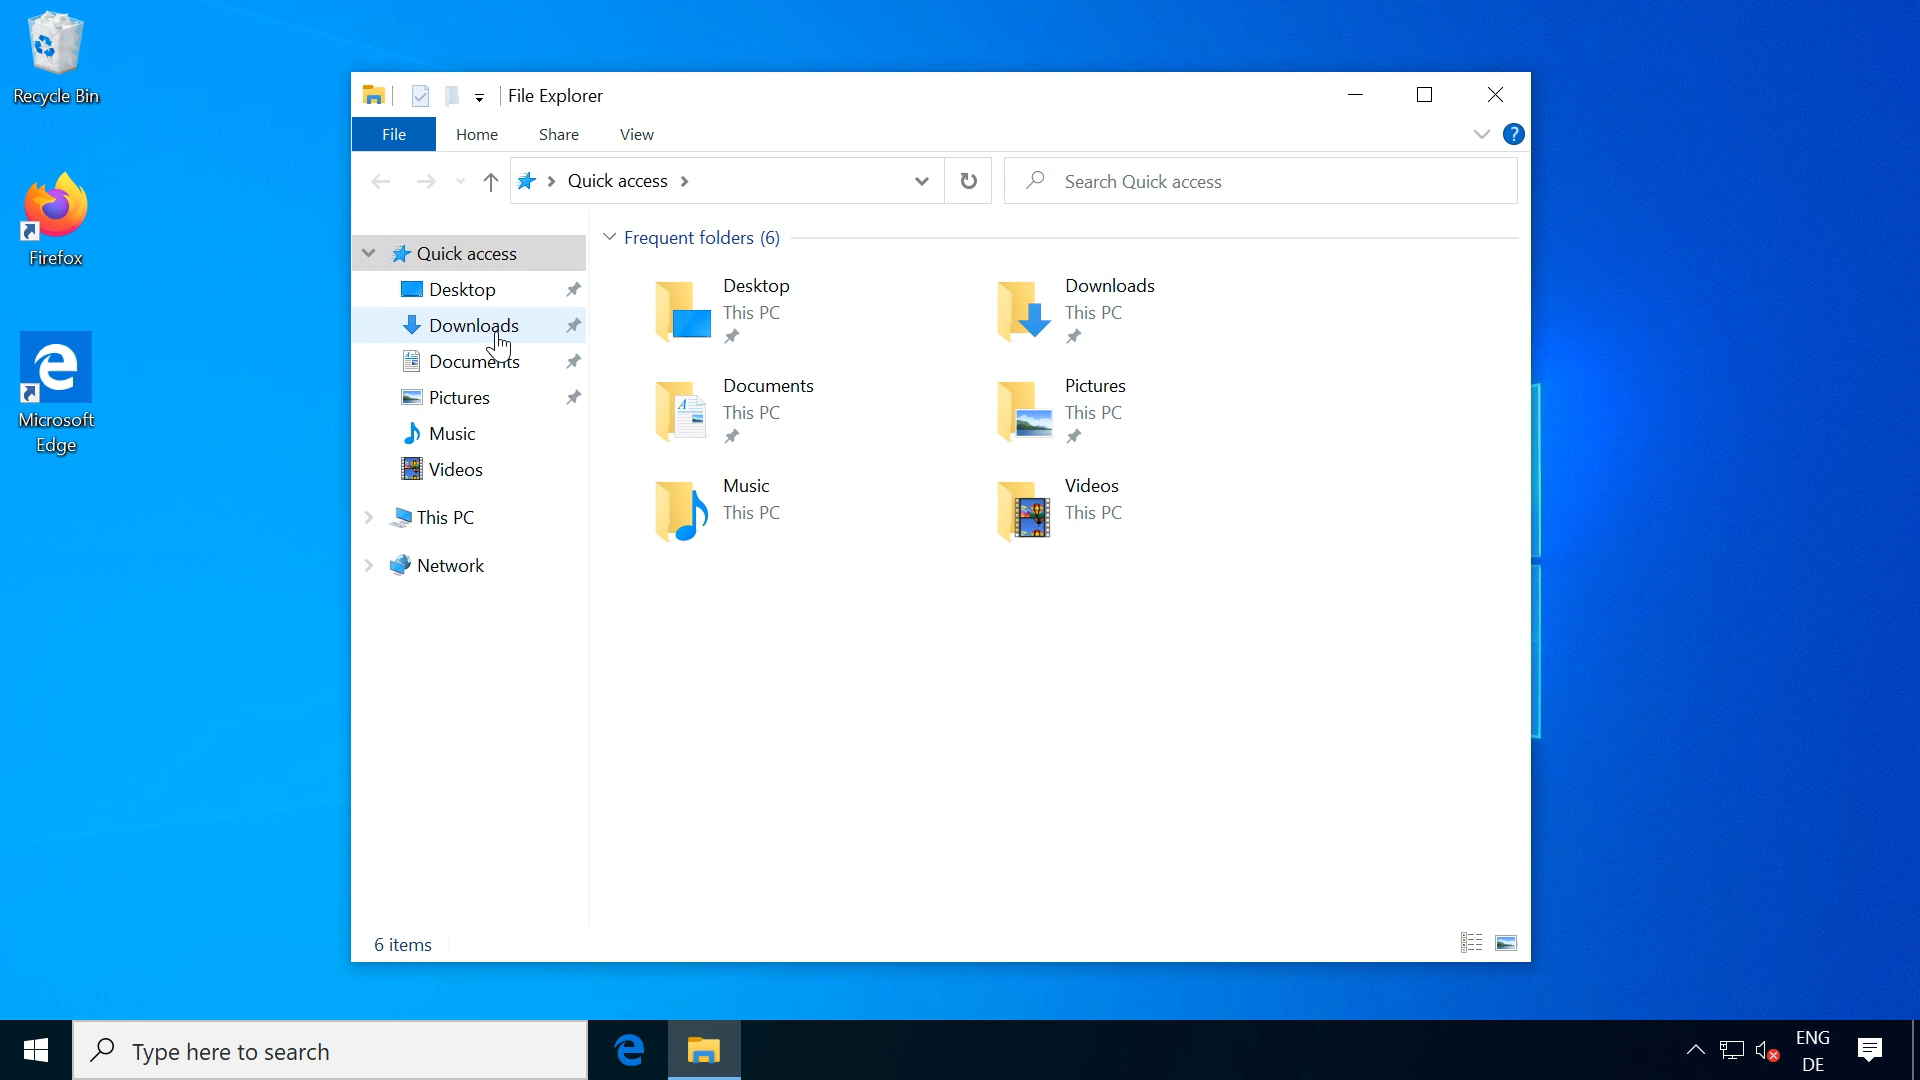 Recycle Bin
Firefox
Microsoft
Edge
File Explorer
File
Home
Share
View
?
Quick access
Search Quick access
Quick access
Desktop
Downloads
Documents
Pictures
Music
Videos
This PC
Network
Frequent folders (6)
Desktop
This PC
Downloads
This PC
Documents
This PC
Pictures
This PC
Music
This PC
Videos
This PC
6 items
Type here to search
ENG
DE